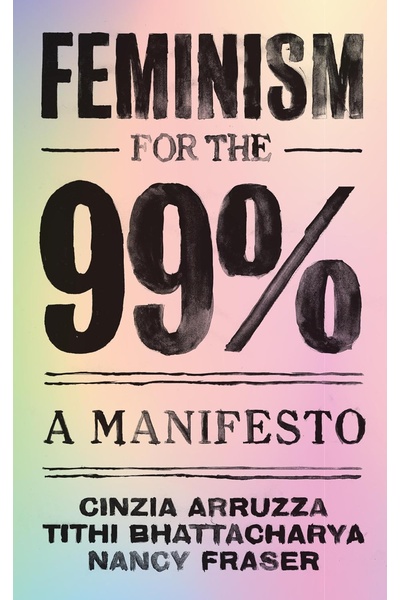 FEMINISM
FOR THE
99%
A MANIFESTO
CINZIA ARRUZZA
TITHI BHATTACHARYA
NANCY FRASER